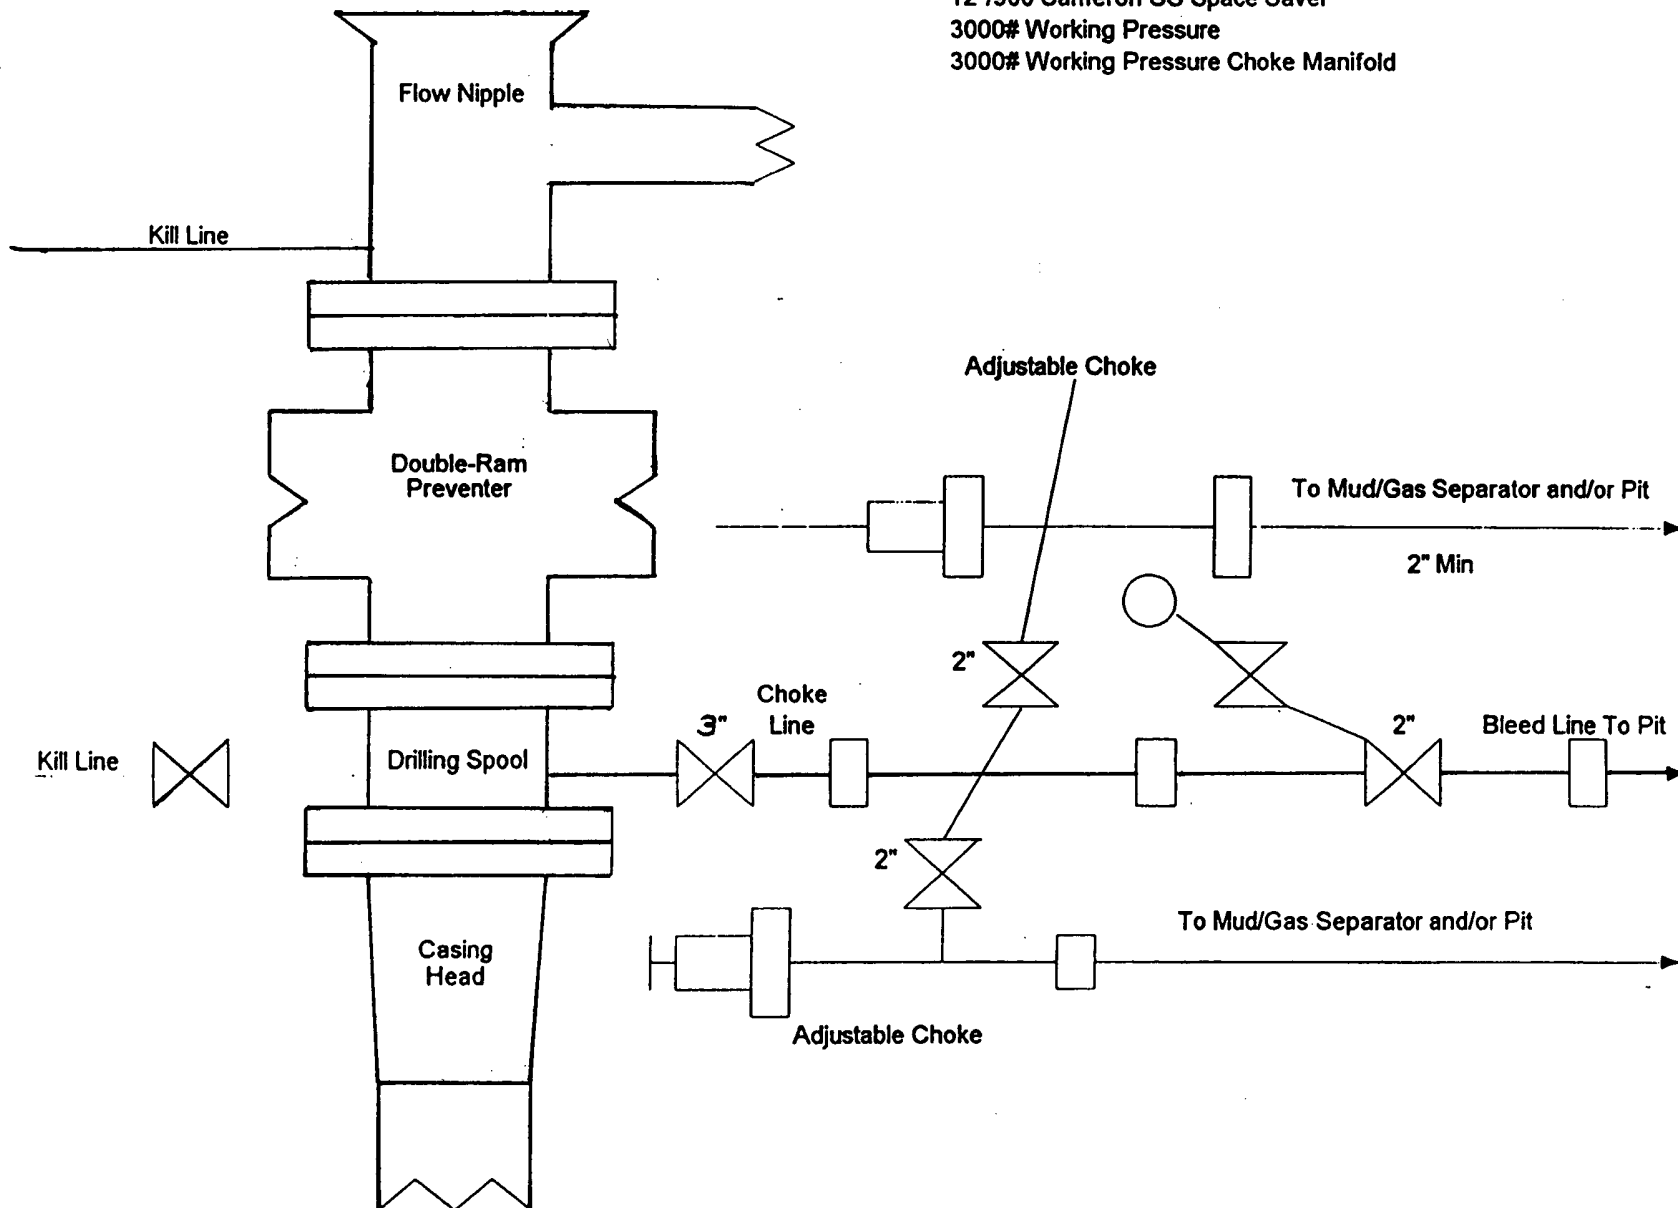 3000# Working Pressure
3000# Working Pressure Choke Manifold
Flow Nipple
Kill Line
Adjustable Choke
Double-Ram
Preventer
To Mud/Gas Separator and/or Pit
2" Min
2"
Choke
Line
3"
2"
Bleed Line To Pit
Kill Line
Drilling Spool
2"
To Mud/Gas Separator and/or Pit
Casing
Head
Adjustable Choke